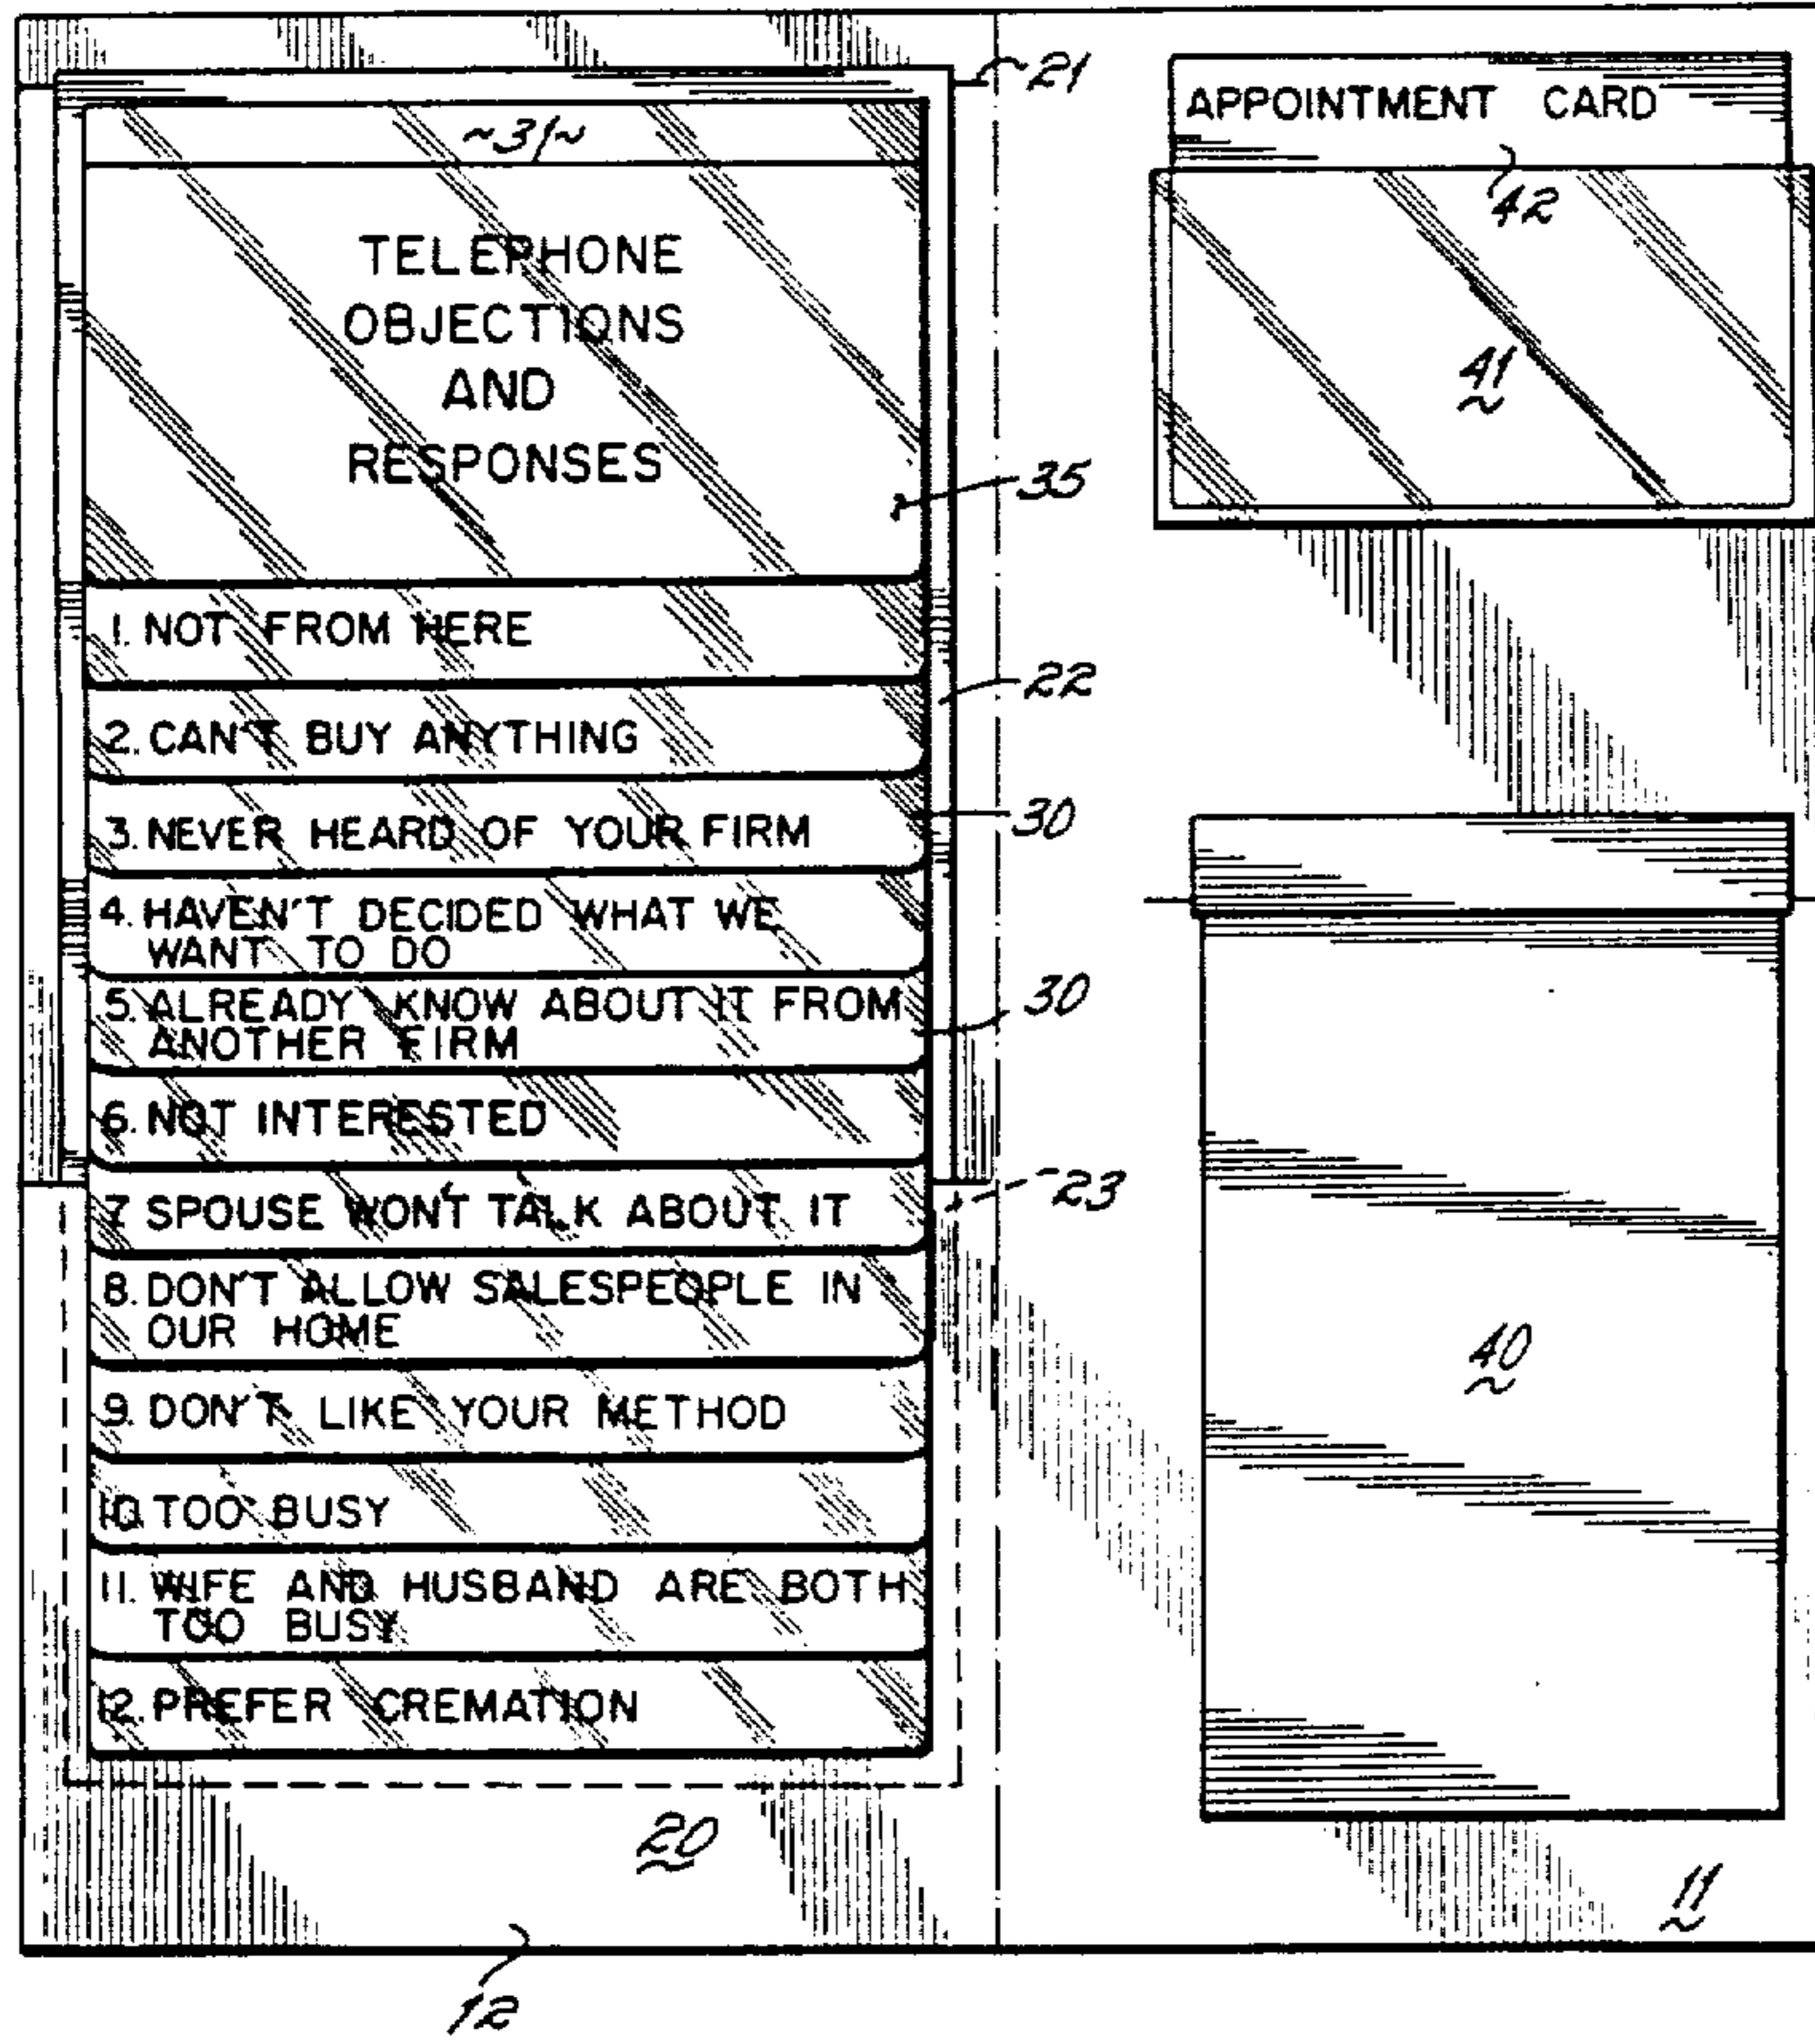 21
~31~
APPOINTMENT CARD
42
TELEPHONE
OBJECTIONS
AND
RESPONSES
41
35
1. NOT FROM HERE
22
2. CAN'T BUY ANYTHING
30
3. NEVER HEARD OF YOUR FIRM
4. HAVEN'T DECIDED WHAT WE
WANT TO DO
30
5. ALREADY KNOW ABOUT IT FROM
ANOTHER FIRM
6. NOT INTERESTED
23
7 SPOUSE WON'T TALK ABOUT IT
8. DON'T ALLOW SALESPEOPLE IN
OUR HOME
40
9. DON'T LIKE YOUR METHOD
10. TOO BUSY
11. WIFE AND HUSBAND ARE BOTH
TOO BUSY
12. PREFER CREMATION
20
11
12